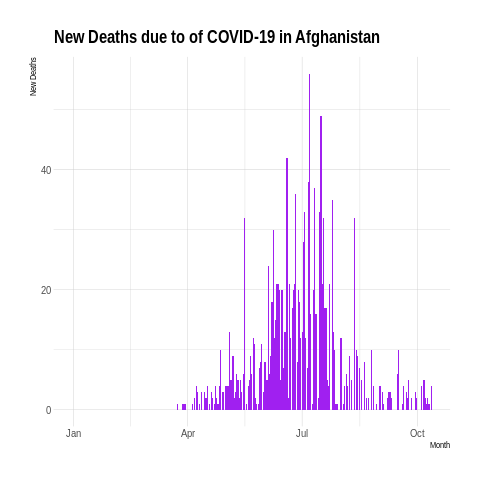 New Deaths due to of COVID-19 in Afghanistan
New Deaths
40
20
0
Jan Apr Jul Oct
Month